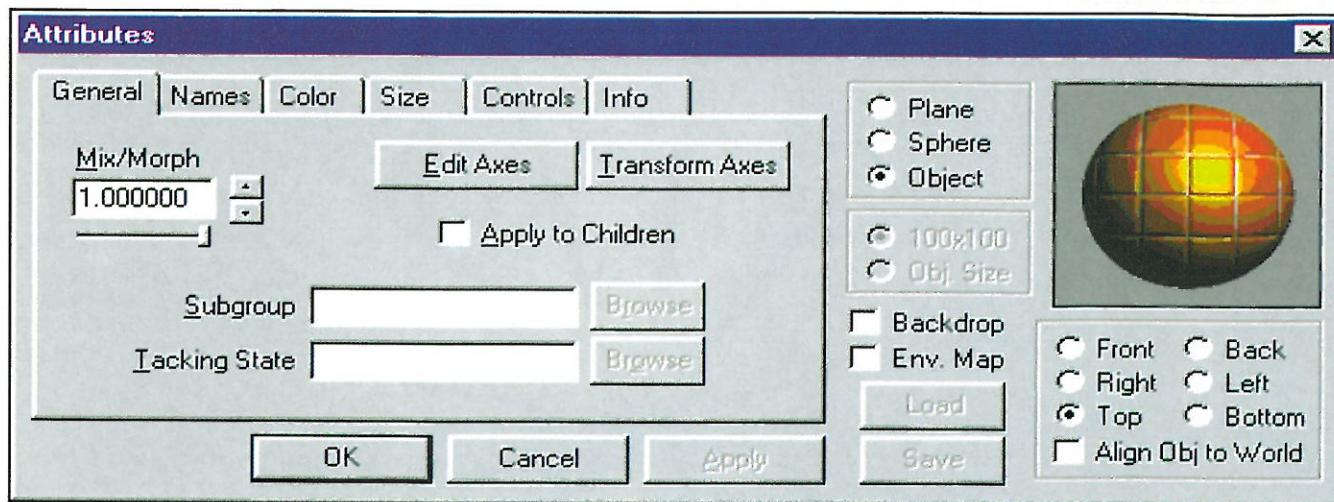 Attributes
General Names Color Size Controls Info
Mix/Morph
1.000000
Edit Axes Transform Axes
Apply to Children
Subgroup Browse
Tacking State Browse
OK Cancel Apply
Plane
Sphere
Object
100x100
Obj. Size
Backdrop
Env. Map
Load
Save
Front Back
Right Left
Top Bottom
Align Obj to World